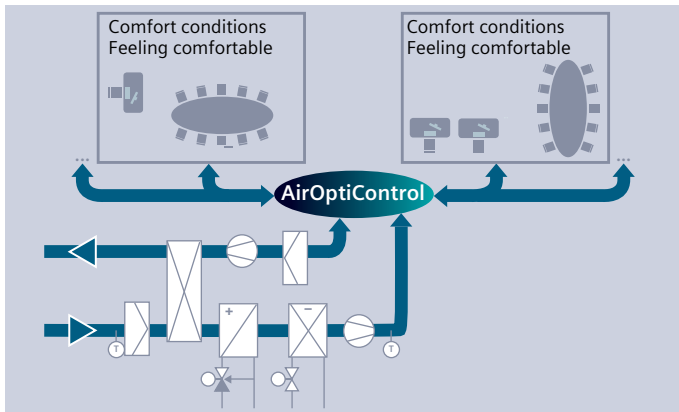 Comfort conditions
Feeling comfortable
Comfort conditions
Feeling comfortable
...
...
AirOptiControl
+
−
T
T